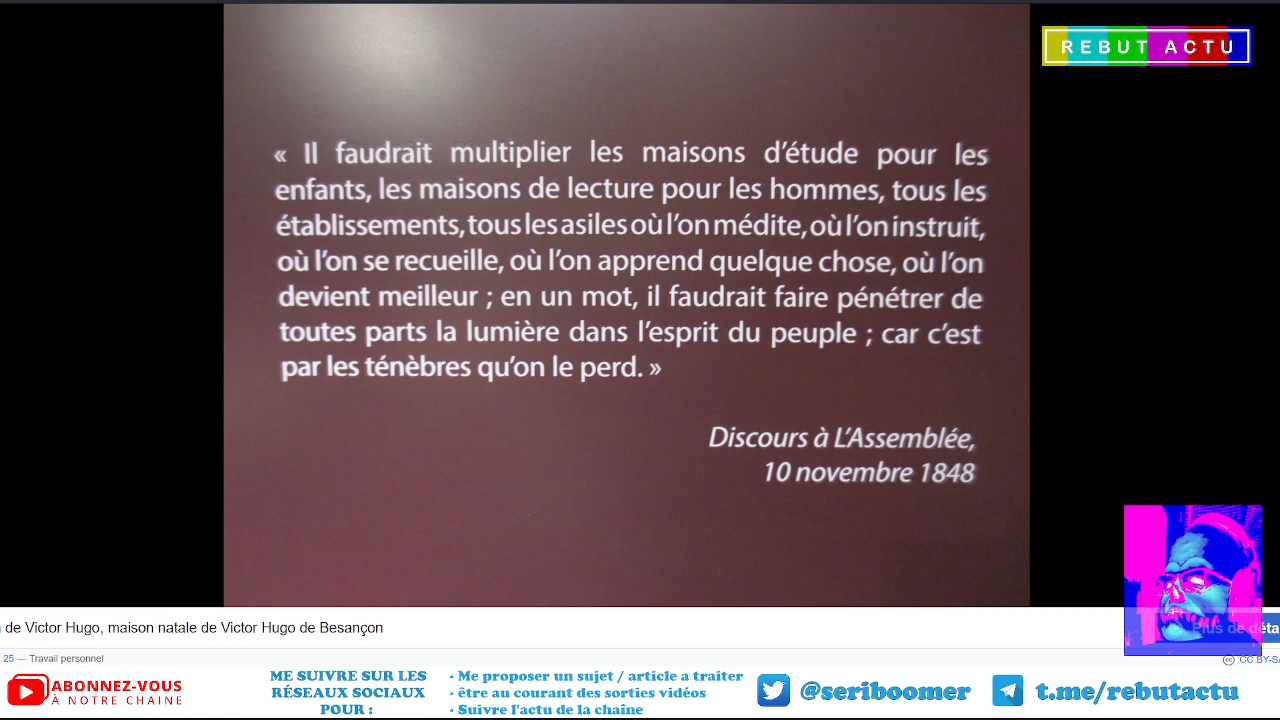 REBUT ACTU
« Il faudrait multiplier les maisons d'étude pour les
enfants, les maisons de lecture pour les hommes, tous les
établissements, tous les asiles où l'on médite, où l'on instruit,
où l'on se recueille, où l'on apprend quelque chose, où l'on
devient meilleur ; en un mot, il faudrait faire pénétrer de
toutes parts la lumière dans l'esprit du peuple ; car c'est
par les ténèbres qu'on le perd. »
Discours à L'Assemblée,
10 novembre 1848
de Victor Hugo, maison natale de Victor Hugo de Besançon
Plus de déta
25 — Travail personnel
CC BY-SA
ABONNEZ-VOUS
À NOTRE CHAINE
ME SUIVRE SUR LES
RÉSEAUX SOCIAUX
POUR :
- Me proposer un sujet / article a traiter
- être au courant des sorties vidéos
- Suivre l'actu de la chaîne
@seriboomer
t.me/rebutactu